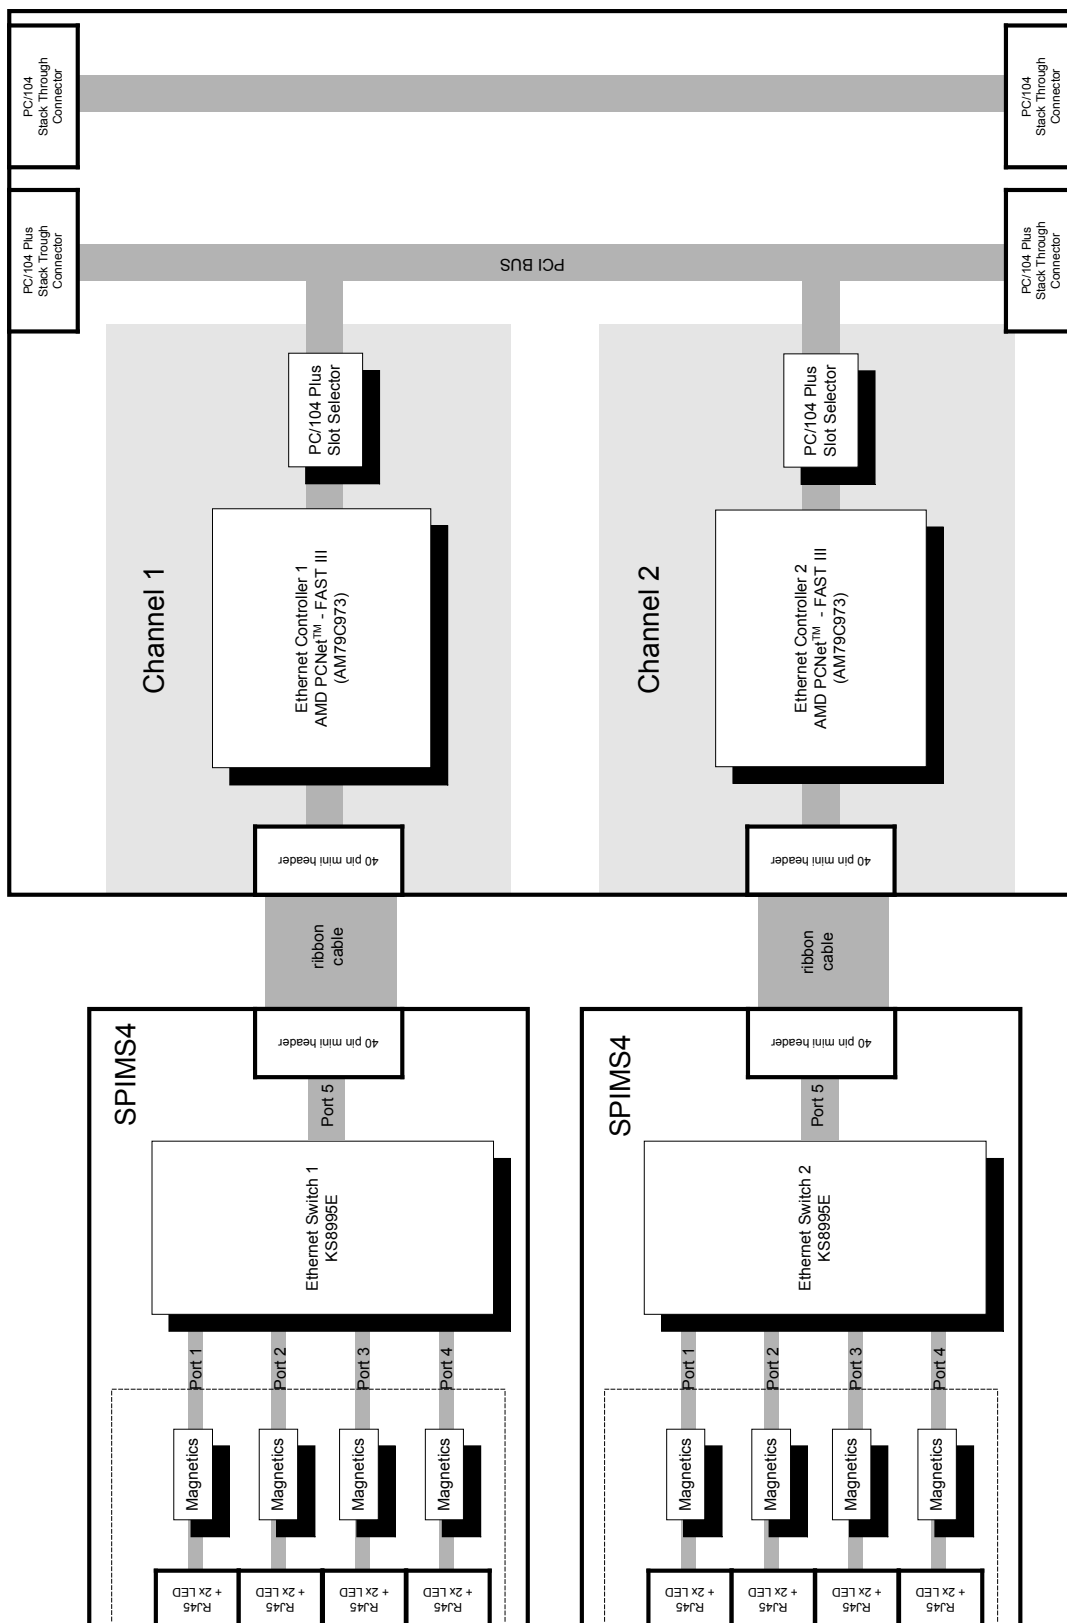 PC/104
Stack Through
Connector
PC/104
Stack Through
Connector
PC/104 Plus
Stack Trough
Connector
PC/104 Plus
Stack Through
Connector
PCI BUS
PC/104 Plus
Slot Selector
PC/104 Plus
Slot Selector
Channel 1
Ethernet Controller 1
AMD PCNet™ - FAST III
(AM79C973)
Channel 2
Ethernet Controller 2
AMD PCNet™ - FAST III
(AM79C973)
40 pin mini header
40 pin mini header
ribbon
cable
ribbon
cable
SPIMS4
40 pin mini header
SPIMS4
40 pin mini header
Port 5
Port 5
Ethernet Switch 1
KS8995E
Ethernet Switch 2
KS8995E
Port 1
Port 2
Port 3
Port 4
Port 1
Port 2
Port 3
Port 4
Magnetics
Magnetics
Magnetics
Magnetics
Magnetics
Magnetics
Magnetics
Magnetics
RJ45
+ 2x LED
RJ45
+ 2x LED
RJ45
+ 2x LED
RJ45
+ 2x LED
RJ45
+ 2x LED
RJ45
+ 2x LED
RJ45
+ 2x LED
RJ45
+ 2x LED